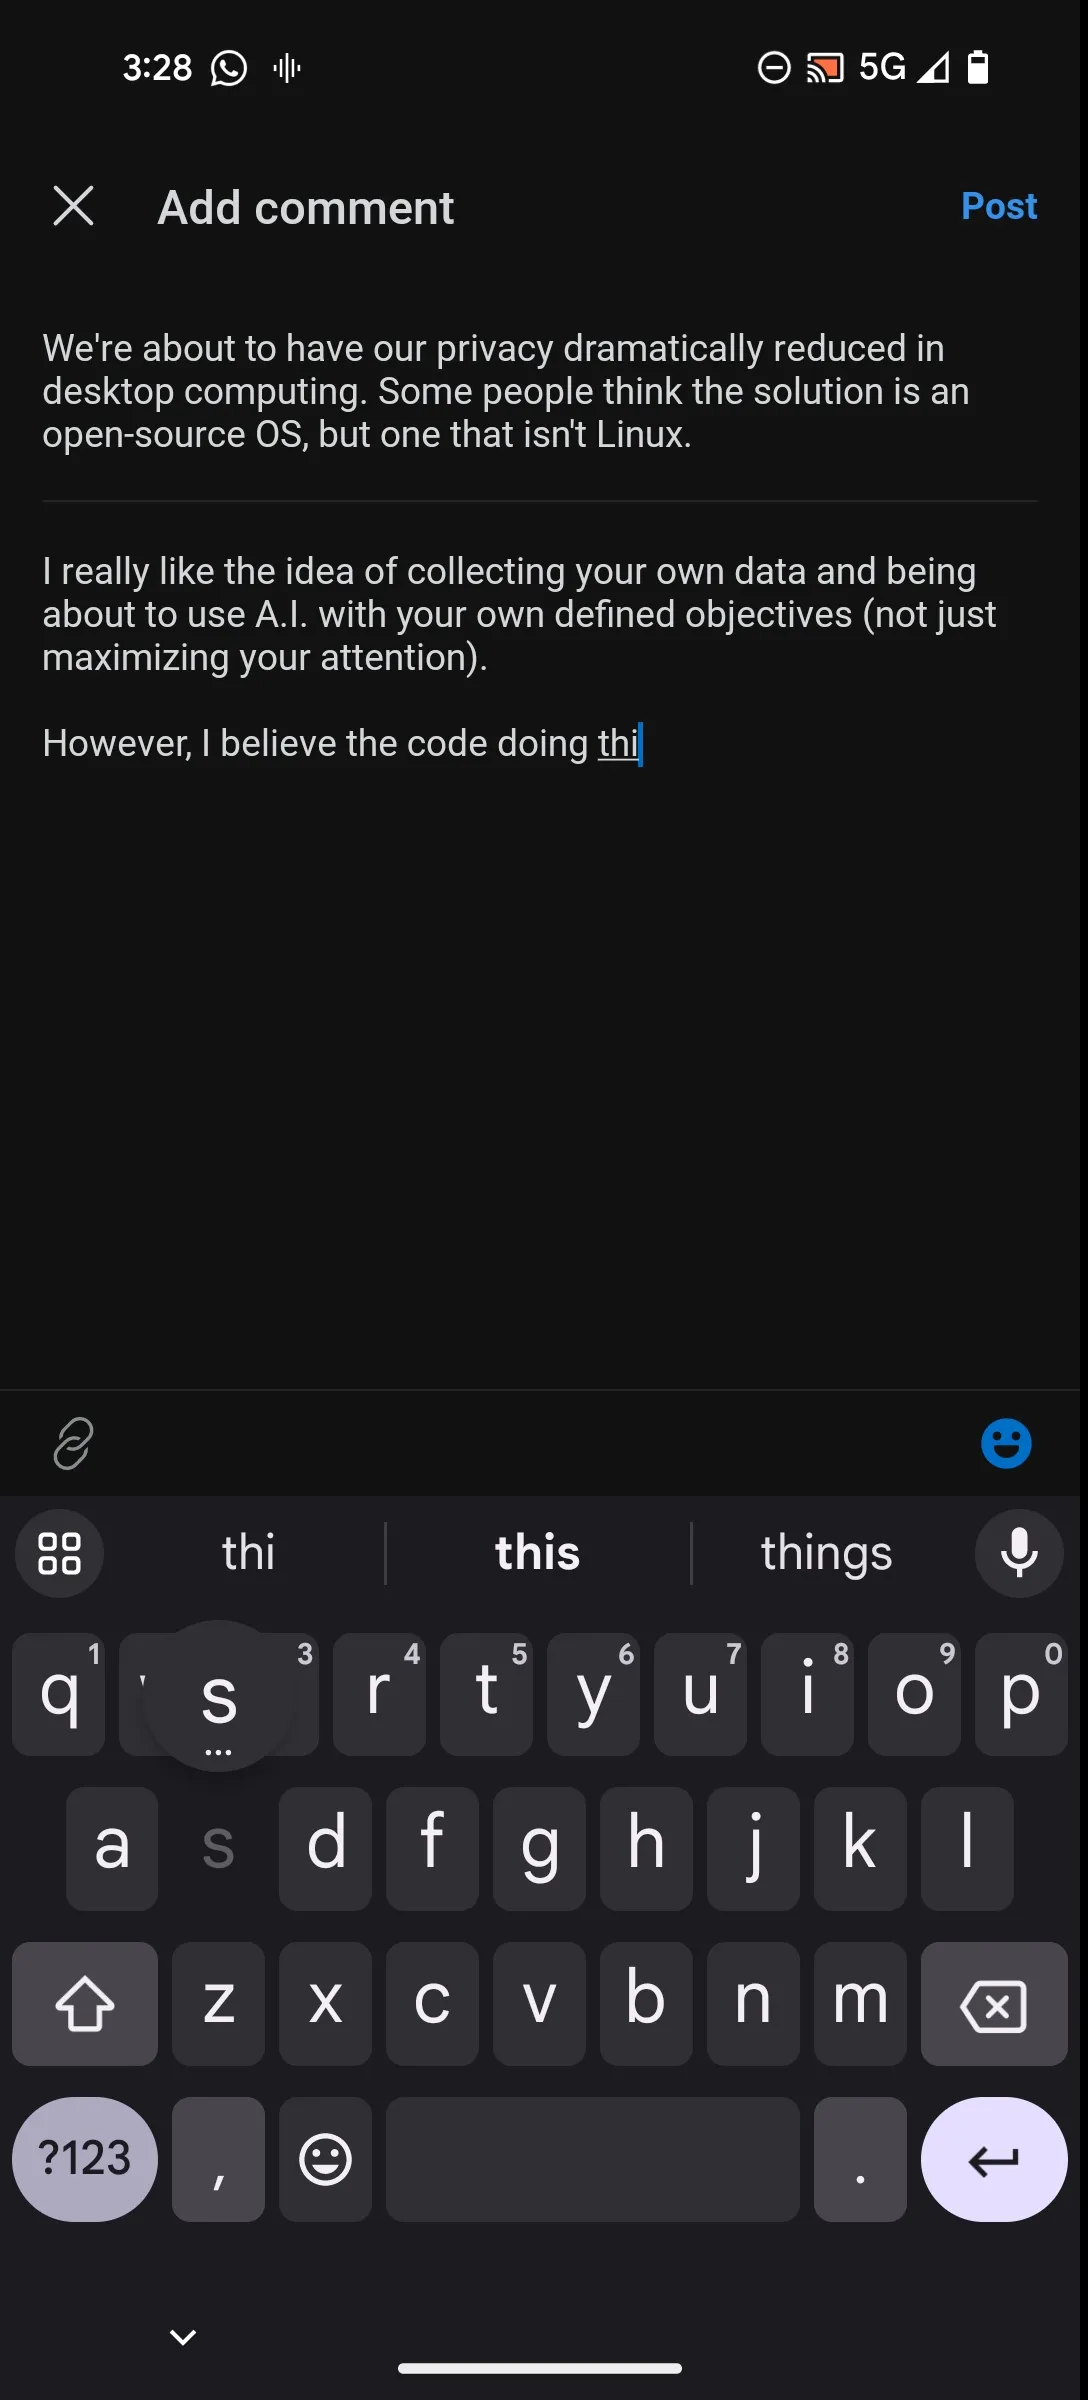 3:28 5G
Add comment Post
We're about to have our privacy dramatically reduced in
desktop computing. Some people think the solution is an
open-source OS, but one that isn't Linux.
I really like the idea of collecting your own data and being
about to use A.I. with your own defined objectives (not just
maximizing your attention).
However, I believe the code doing thi
thi this things
q 1 s ... 3 r 4 t 5 y 6 u 7 i 8 o 9 p 0
a s d f g h j k l
z x c v b n m
?123 , .